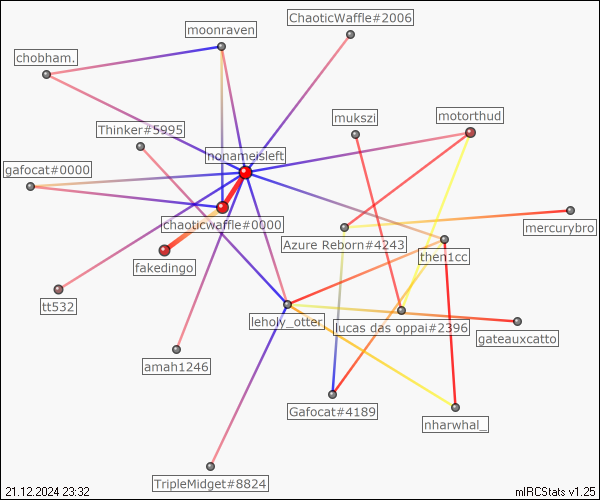 ChaoticWaffle#2006
moonraven
chobham.
mukszi
motorthud
Thinker#5995
nonameisleft
gafocat#0000
chaoticwaffle#0000
mercurybro
Azure Reborn#4243
then1cc
fakedingo
tt532
leholy_otter
lucas das oppai#2396
gateauxcatto
amah1246
Gafocat#4189
nharwhal_
TripleMidget#8824
21.12.2024 23:32
mIRCStats v1.25